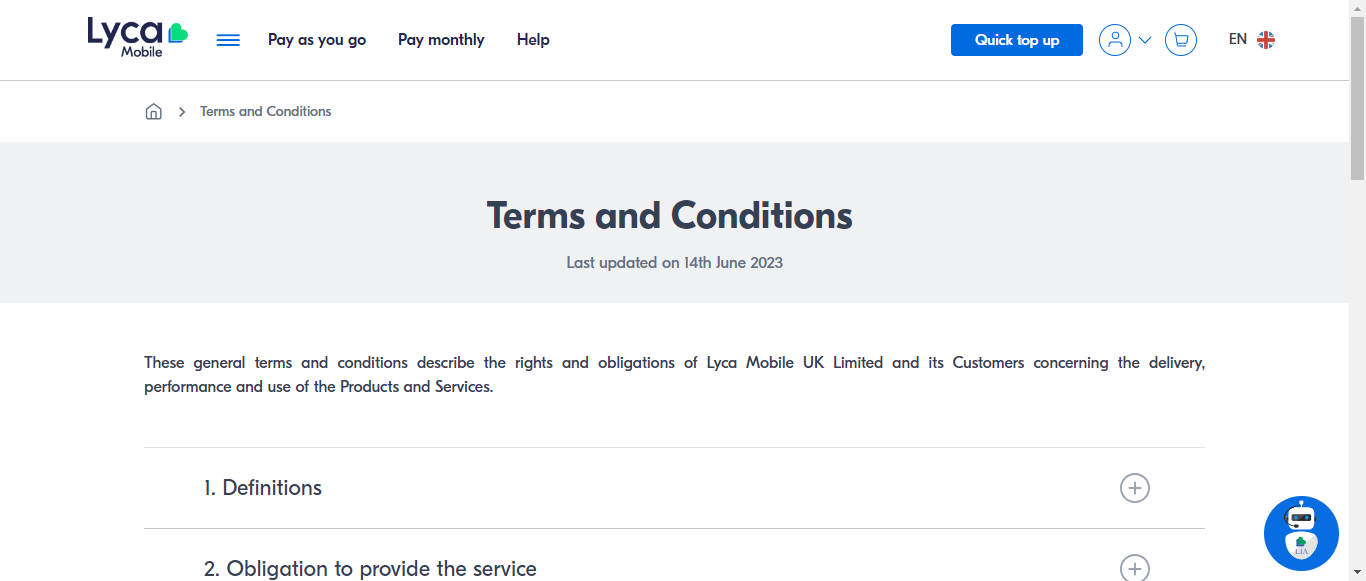 Lyca
Mobile
Pay as you go
Pay monthly
Help
Quick top up
EN
Terms and Conditions
Terms and Conditions
Last updated on 14th June 2023
These general terms and conditions describe the rights and obligations of Lyca Mobile UK Limited and its Customers concerning the delivery,
performance and use of the Products and Services.
1. Definitions
2. Obligation to provide the service
LIA